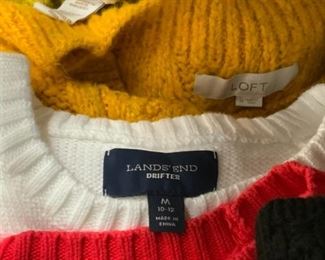 LOFT
LANDS' END
DRIFTER
M
10-12
MADE IN
CHINA